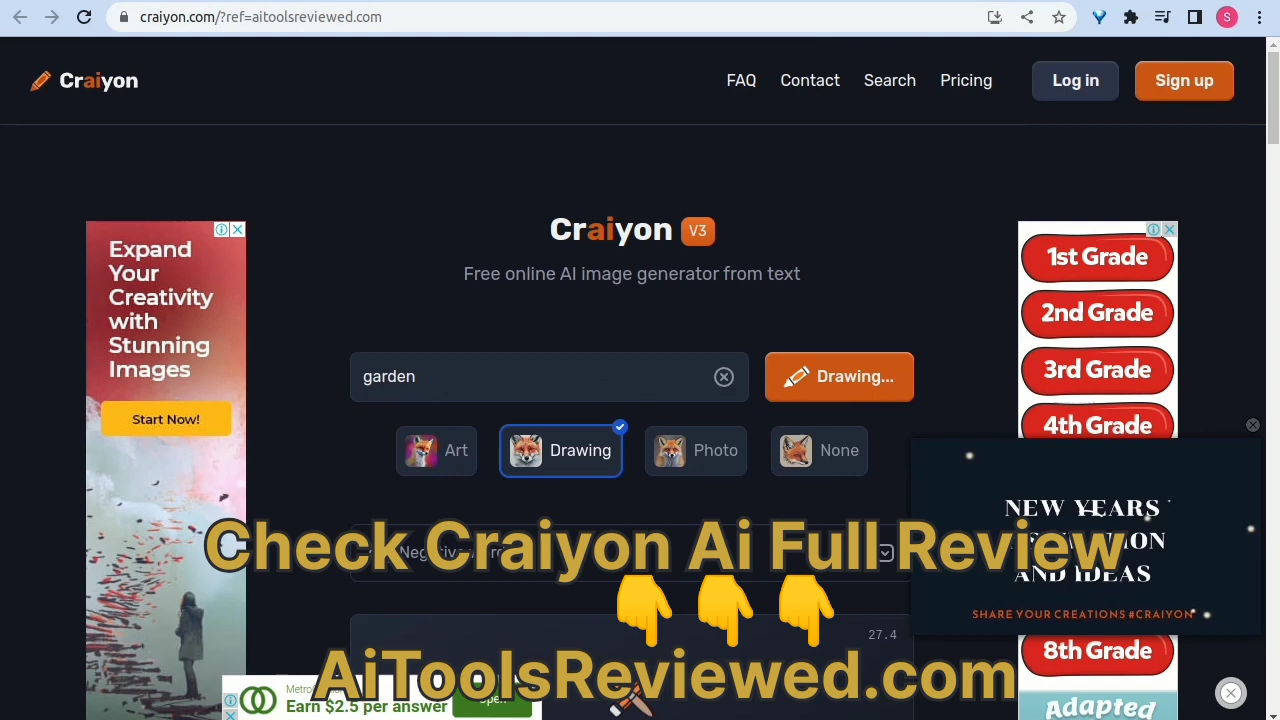 craiyon.com/?ref=aitoolsreviewed.com
S
Craiyon
FAQ
Contact
Search
Pricing
Log in
Sign up
Craiyon V3
Free online AI image generator from text
Expand
Your
Creativity
with
Stunning
Images
Start Now!
garden
Drawing...
Art
Drawing
Photo
None
1st Grade
2nd Grade
3rd Grade
4th Grade
NEW YEARS
AND IDEAS
SHARE YOUR CREATIONS #CRAIYON
8th Grade
Adapted
Check Craiyon Ai Full Review
27.4
AiToolsReviewed.com
Earn $2.5 per answer